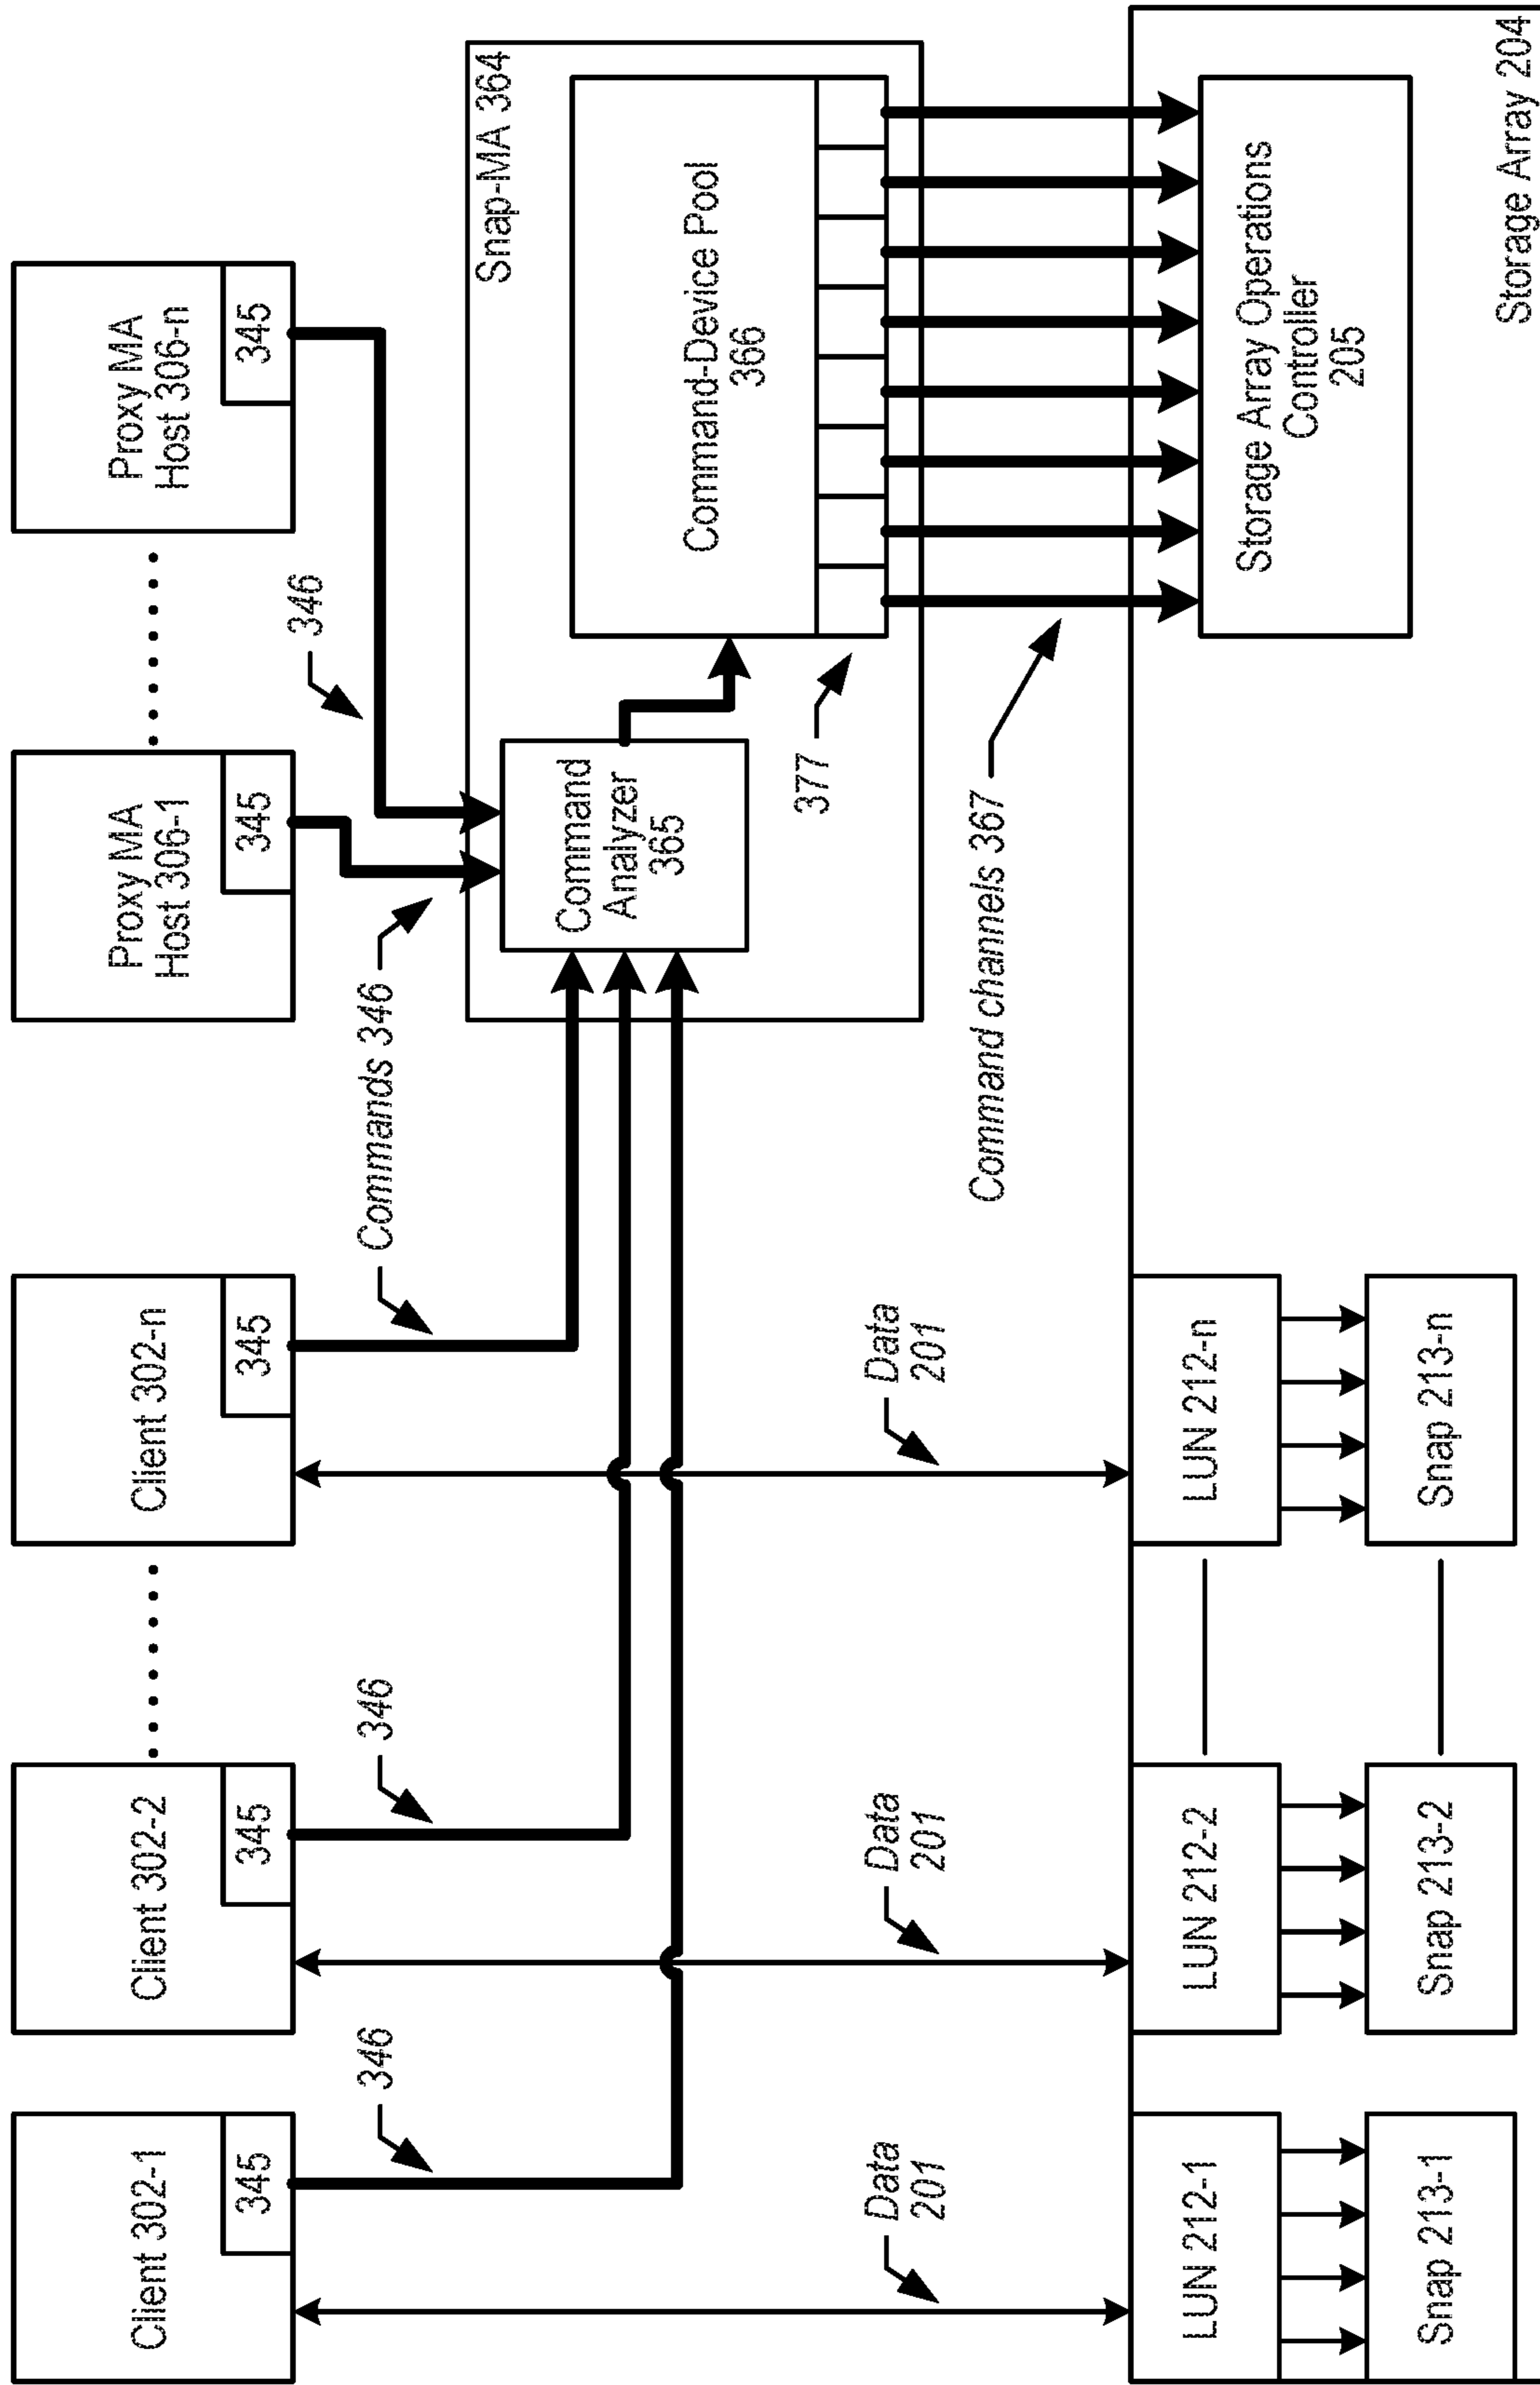 Client 302-1
345
Client 302-2
345
Client 302-n
345
Proxy MA
Host 306-1
345
Proxy MA
Host 306-n
345
346
346
Commands 346
346
Snap-MA 364
Command
Analyzer
365
Command-Device Pool
366
377
Data
201
Data
201
Data
201
Command channels 367
LUN 212-1
LUN 212-2
LUN 212-n
Snap 213-1
Snap 213-2
Snap 213-n
Storage Array Operations
Controller
205
Storage Array 204